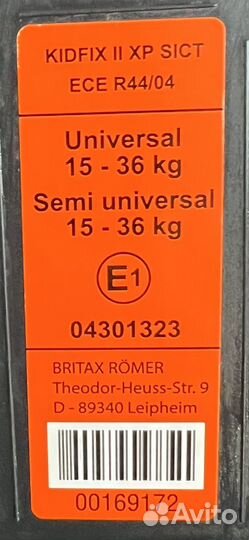 KIDFIX II XP SICT
ECE R44/04
Universal
15 - 36 kg
Semi universal
15 - 36 kg
E1
04301323
BRITAX RÖMER
Theodor-Heuss-Str. 9
D - 89340 Leipheim
00169172
Avito